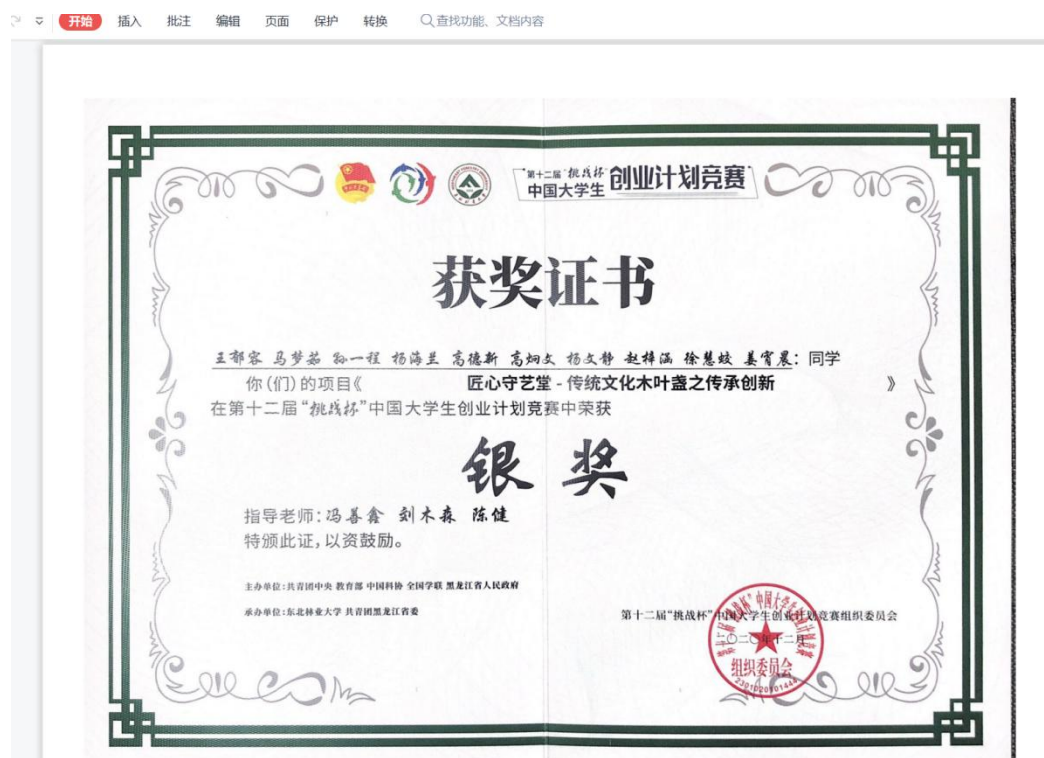 开始 插入 批注 编辑 页面 保护 转换 查找功能、文档内容
第十二届“挑战杯”
中国大学生 创业计划竞赛
获奖证书
王郁容 马梦茹 孙一程 杨海兰 高德新 高炯文 杨文静 赵梓涵 徐慧蛟 姜宵晨：同学
你(们)的项目《 匠心守艺堂 - 传统文化木叶盏之传承创新 》
在第十二届“挑战杯”中国大学生创业计划竞赛中荣获
银 奖
指导老师：冯善鑫 刘木森 陈健
特颁此证，以资鼓励。
主办单位：共青团中央 教育部 中国科协 全国学联 黑龙江省人民政府
承办单位：东北林业大学 共青团黑龙江省委
第十二届“挑战杯”中国大学生创业计划竞赛组织委员会
二〇二〇年十二月
组织委员会